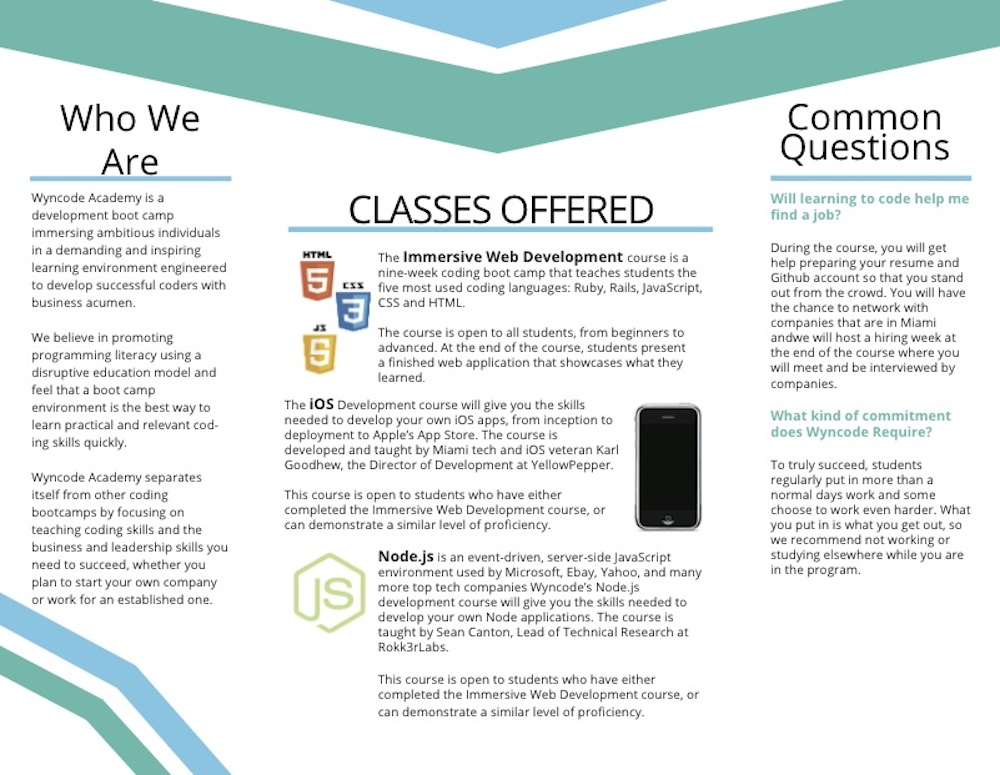 Who We
Are
Wyncode Academy is a
development boot camp
immersing ambitious individuals
in a demanding and inspiring
learning environment engineered
to develop successful coders with
business acumen.
We believe in promoting
programming literacy using a
disruptive education model and
feel that a boot camp
environment is the best way to
learn practical and relevant cod-
ing skills quickly.
Wyncode Academy separates
itself from other coding
bootcamps by focusing on
teaching coding skills and the
business and leadership skills you
need to succeed, whether you
plan to start your own company
or work for an established one.
CLASSES OFFERED
HTML
5
CSS
3
JS
5
The Immersive Web Development course is a
nine-week coding boot camp that teaches students the
five most used coding languages: Ruby, Rails, JavaScript,
CSS and HTML.
The course is open to all students, from beginners to
advanced. At the end of the course, students present
a finished web application that showcases what they
learned.
The iOS Development course will give you the skills
needed to develop your own iOS apps, from inception to
deployment to Apple's App Store. The course is
developed and taught by Miami tech and iOS veteran Karl
Goodhew, the Director of Development at YellowPepper.
This course is open to students who have either
completed the Immersive Web Development course, or
can demonstrate a similar level of proficiency.
JS
Node.js is an event-driven, server-side JavaScript
environment used by Microsoft, Ebay, Yahoo, and many
more top tech companies Wyncode's Node.js
development course will give you the skills needed to
develop your own Node applications. The course is
taught by Sean Canton, Lead of Technical Research at
Rokk3rLabs.
This course is open to students who have either
completed the Immersive Web Development course, or
can demonstrate a similar level of proficiency.
Common
Questions
Will learning to code help me
find a job?
During the course, you will get
help preparing your resume and
Github account so that you stand
out from the crowd. You will have
the chance to network with
companies that are in Miami
andwe will host a hiring week at
the end of the course where you
will meet and be interviewed by
companies.
What kind of commitment
does Wyncode Require?
To truly succeed, students
regularly put in more than a
normal days work and some
choose to work even harder. What
you put in is what you get out, so
we recommend not working or
studying elsewhere while you are
in the program.